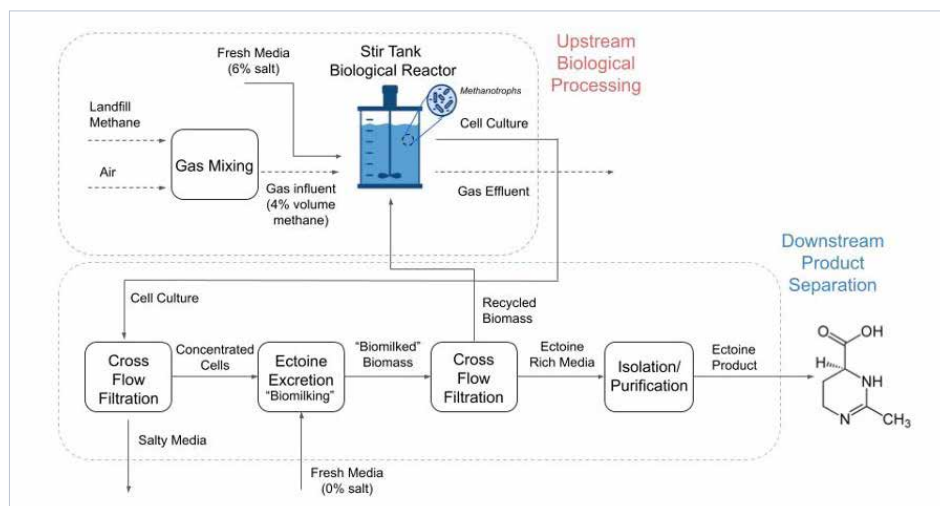 Fresh Media
(6% salt)
Stir Tank
Biological Reactor
Methanotrophs
Upstream
Biological
Processing
Landfill
Methane
Air
Gas Mixing
Gas influent
(4% volume
methane)
Cell Culture
Gas Effluent
Downstream
Product
Separation
Cell Culture
Recycled
Biomass
Cross
Flow
Filtration
Concentrated
Cells
Ectoine
Excretion
"Biomilking"
"Biomilked"
Biomass
Cross
Flow
Filtration
Ectoine
Rich Media
Isolation/
Purification
Ectoine
Product
Salty Media
Fresh Media
(0% salt)
O
OH
H
NH
N
CH₃